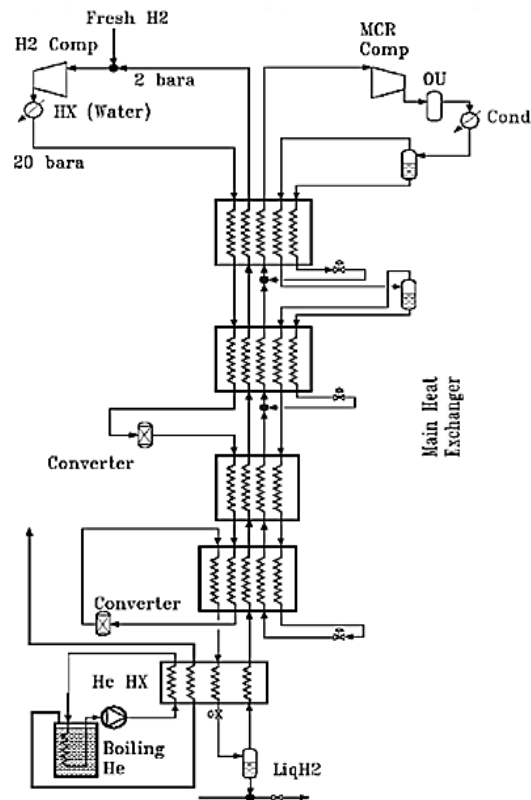 Fresh H2
H2 Comp
2 bara
HX (Water)
20 bara
MCR
Comp
OU
Cond
Main Heat
Exchanger
Converter
Converter
He HX
Boiling
He
LiqH2